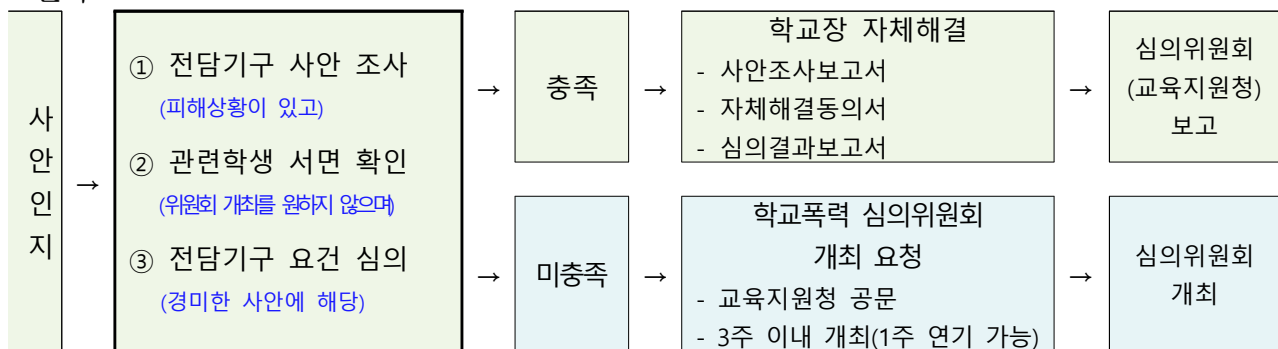 사안인지
→
① 전담기구 사안 조사
(피해상황이 있고)
② 관련학생 서면 확인
(위원회 개최를 원하지 않으며)
③ 전담기구 요건 심의
(경미한 사안에 해당)
→
충족
→
학교장 자체해결
- 사안조사보고서
- 자체해결동의서
- 심의결과보고서
→
심의위원회
(교육지원청)
보고
→
미충족
→
학교폭력 심의위원회
개최 요청
- 교육지원청 공문
- 3주 이내 개최(1주 연기 가능)
→
심의위원회
개최